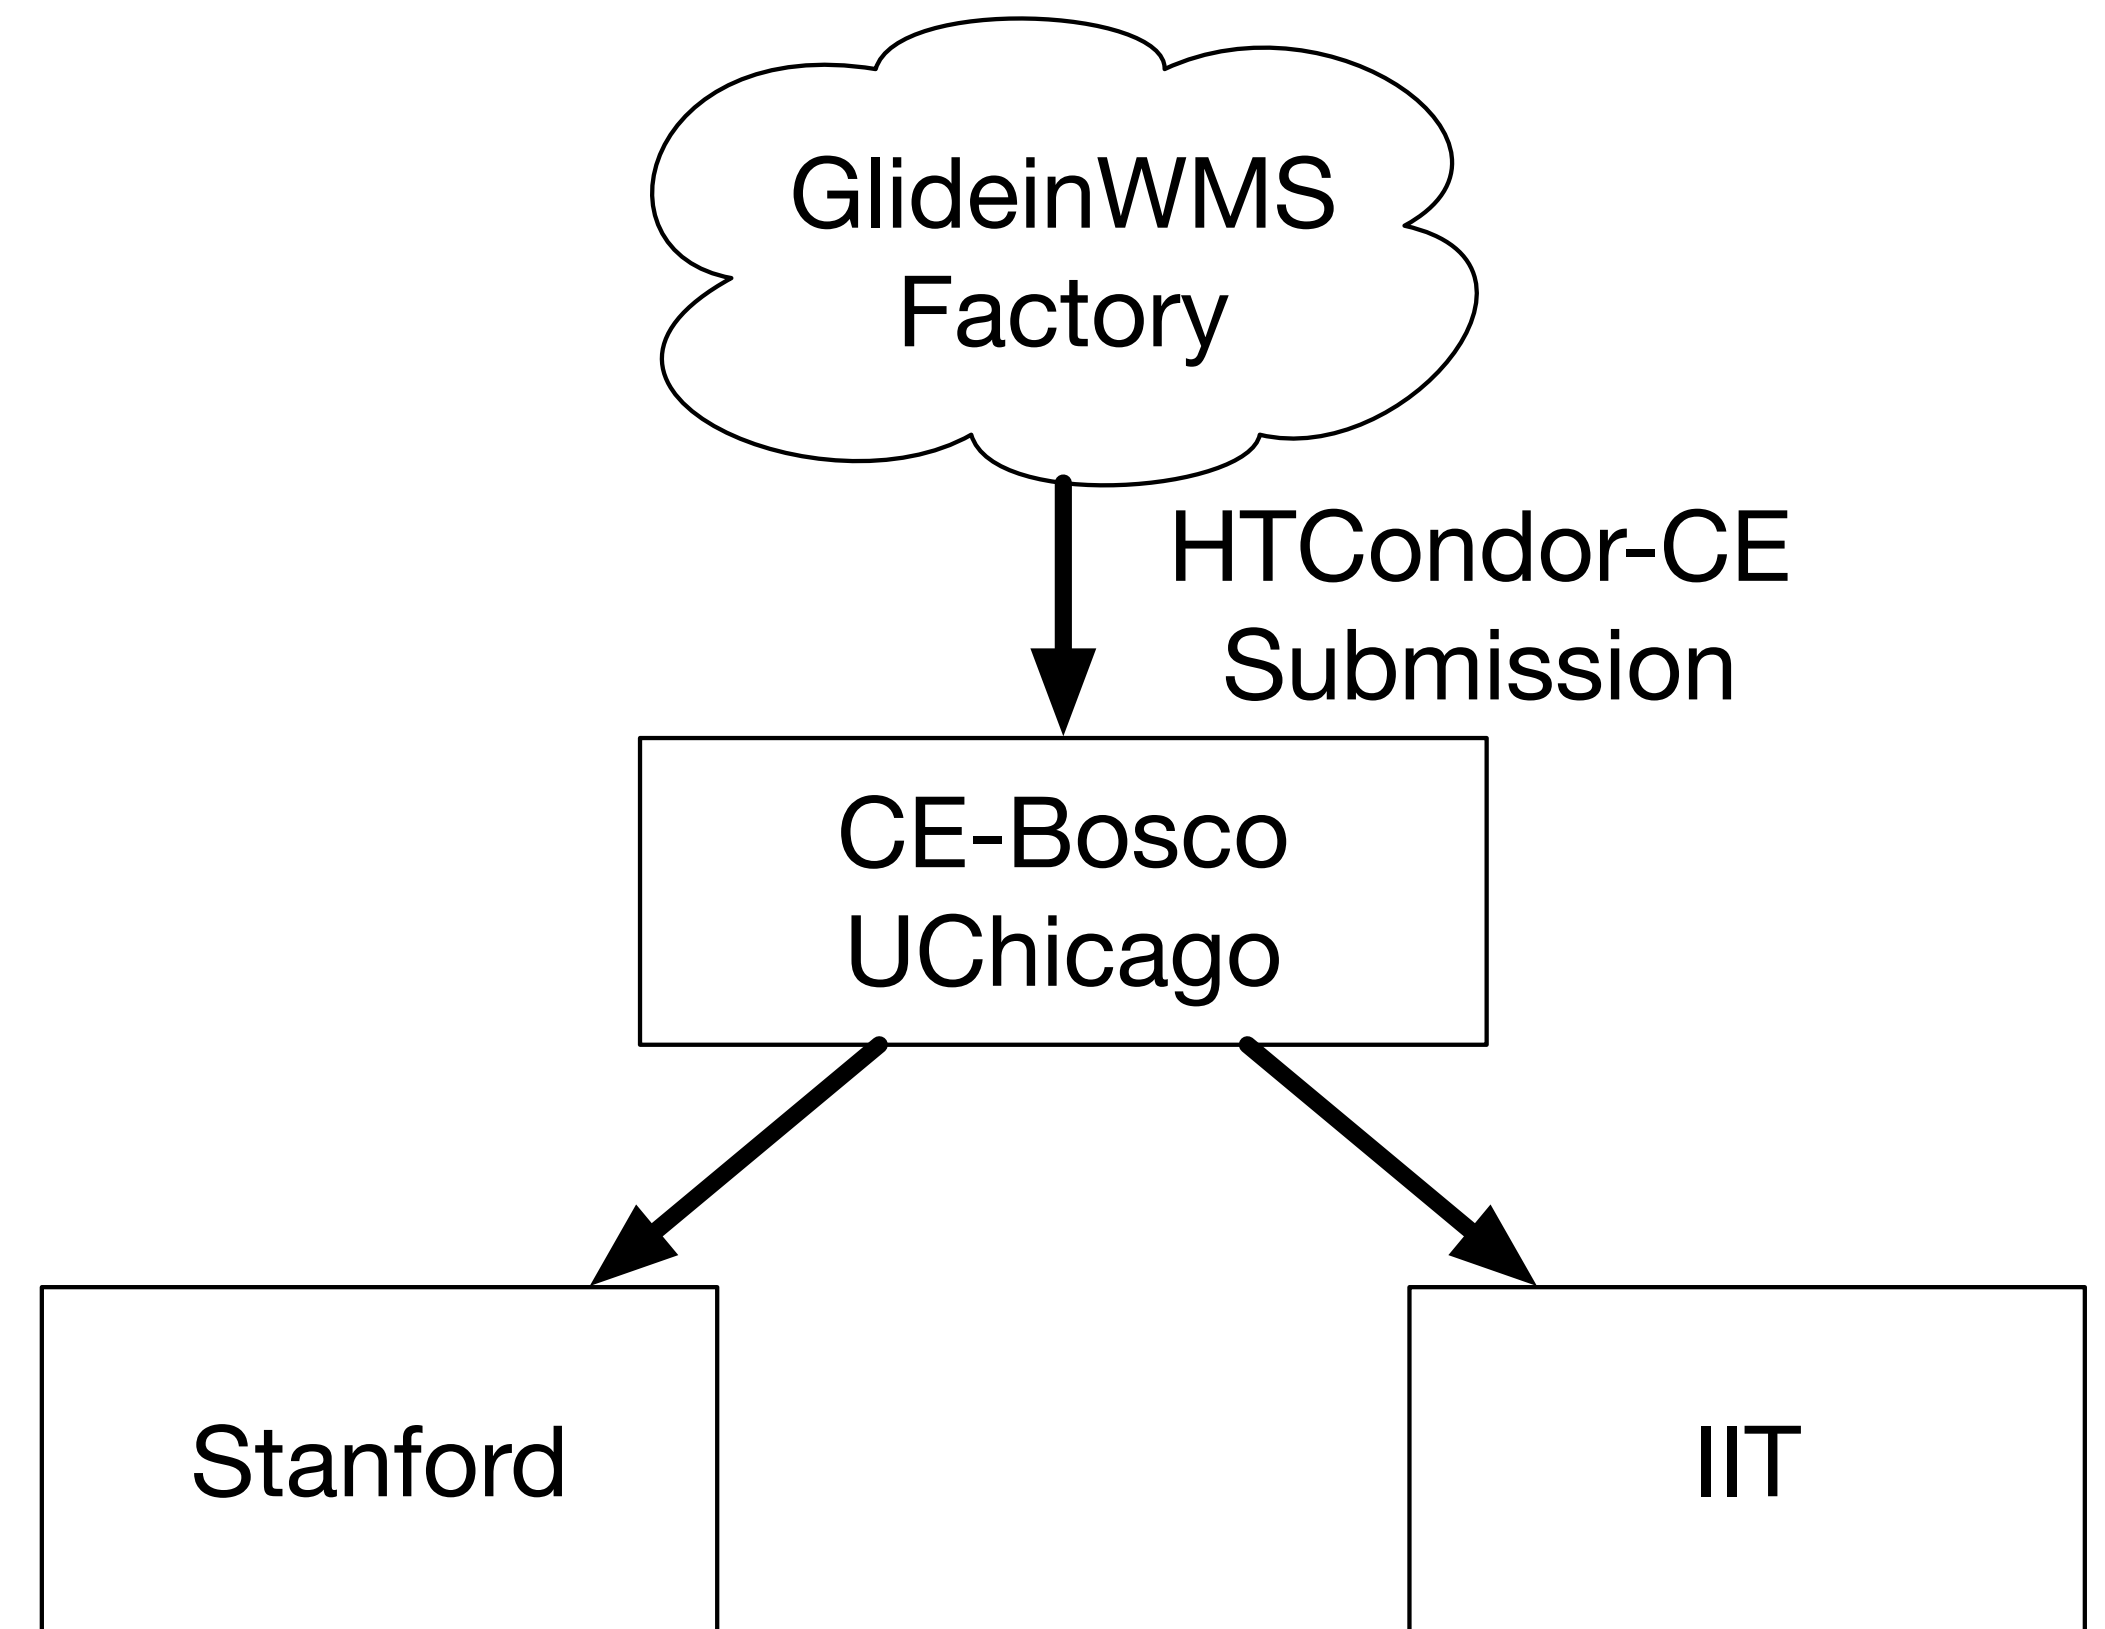 GlideinWMS
Factory
HTCondor-CE
Submission
CE-Bosco
UChicago
Stanford
IIT